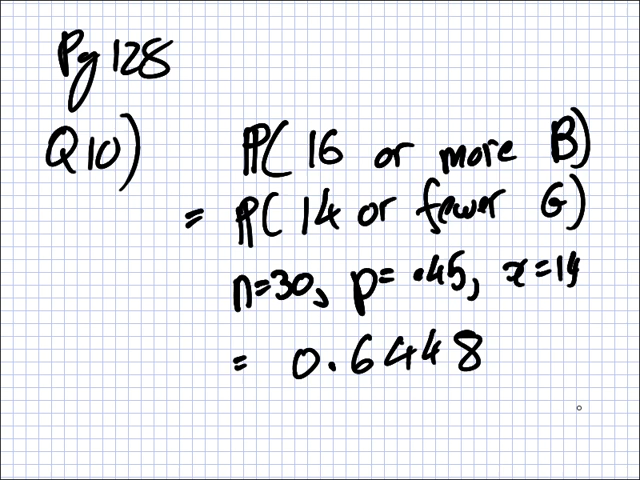 Pg 128
Q10) ℙ( 16 or more B)
= ℙ( 14 or fewer G)
n=30, p= .45, x=14
= 0.6448